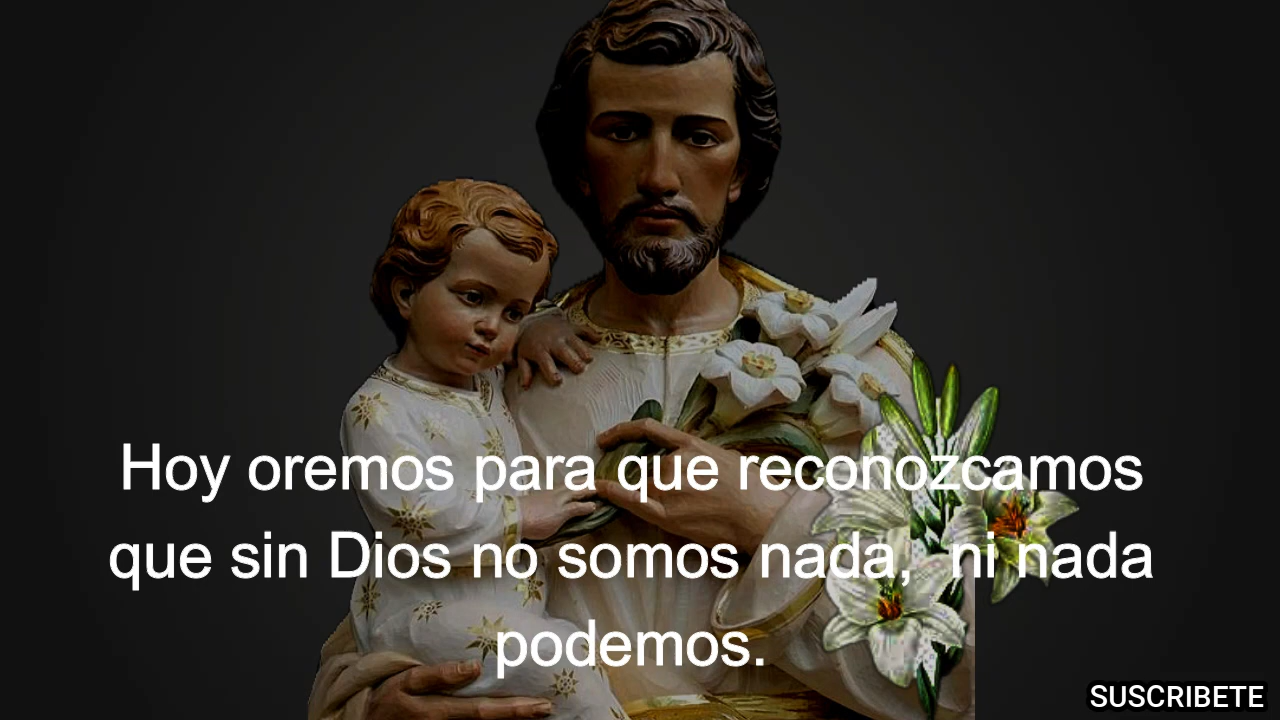 Hoy oremos para que reconozcamos
que sin Dios no somos nada,  ni nada
podemos.
SUSCRIBETE